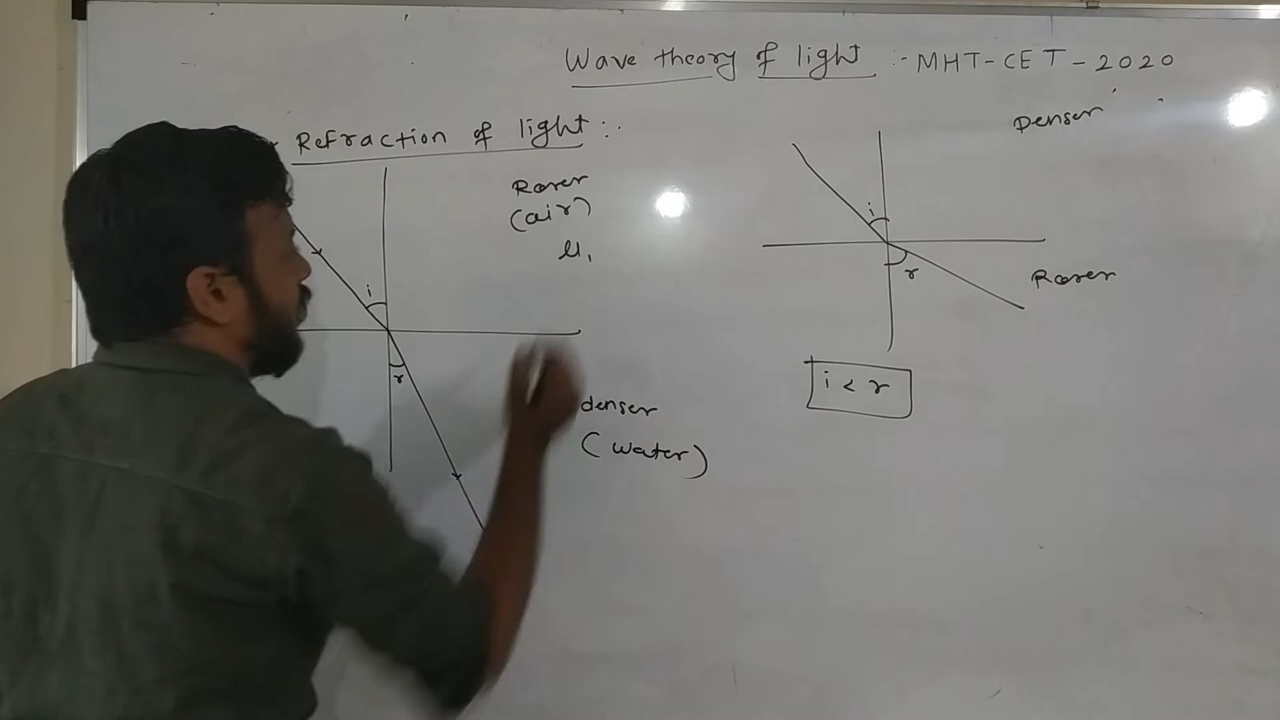 Wave theory of light :- MHT-CET-2020
Refraction of light :-
Rarer
(air)
μ₁
i
r
denser
(water)
Denser
i
r
Rarer
i < r